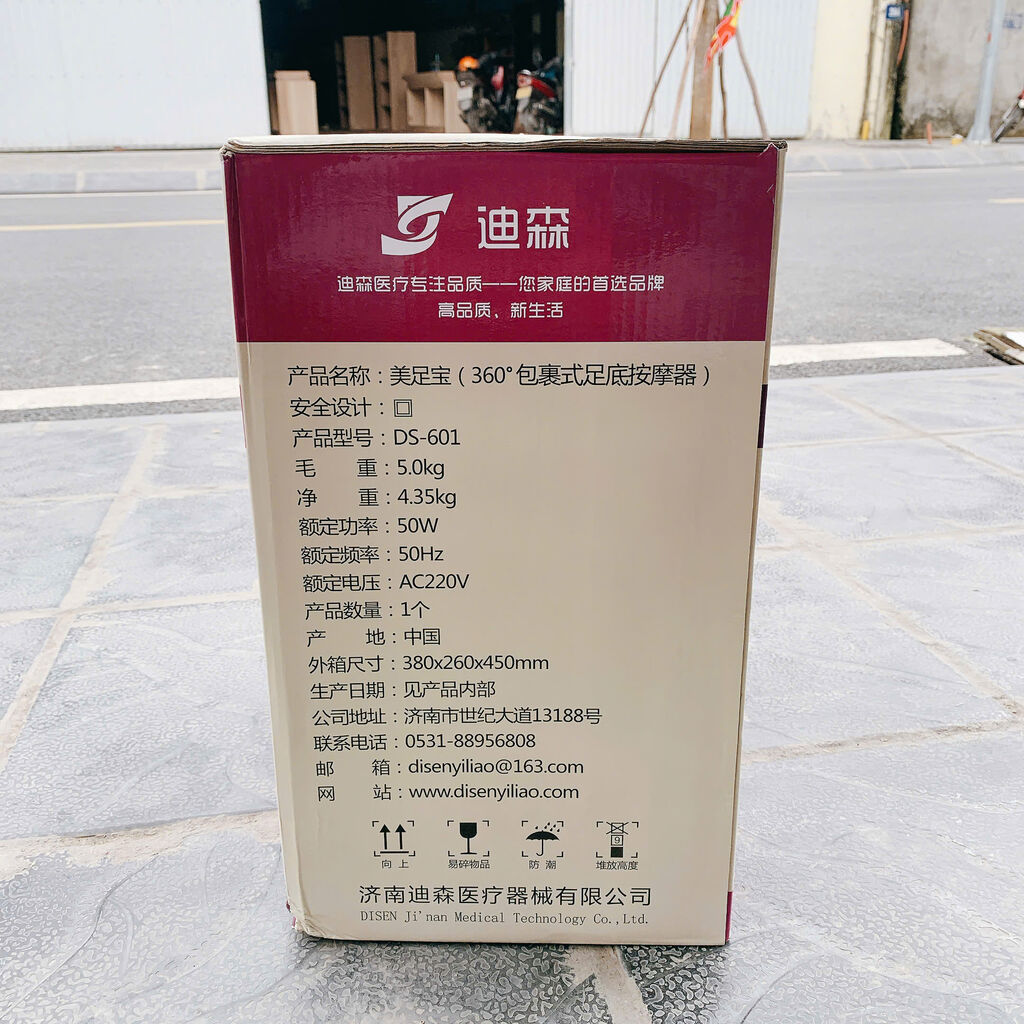 迪森
迪森医疗专注品质——您家庭的首选品牌
高品质、新生活
产品名称：美足宝（360°包裹式足底按摩器）
安全设计：回
产品型号：DS-601
毛 重：5.0kg
净 重：4.35kg
额定功率：50W
额定频率：50Hz
额定电压：AC220V
产品数量：1个
产 地：中国
外箱尺寸：380x260x450mm
生产日期：见产品内部
公司地址：济南市世纪大道13188号
联系电话：0531-88956808
邮 箱：disenyiliao@163.com
网 站：www.disenyiliao.com
9
向上 易碎物品 防潮 堆放高度
济南迪森医疗器械有限公司
DISEN Ji'nan Medical Technology Co.,Ltd.